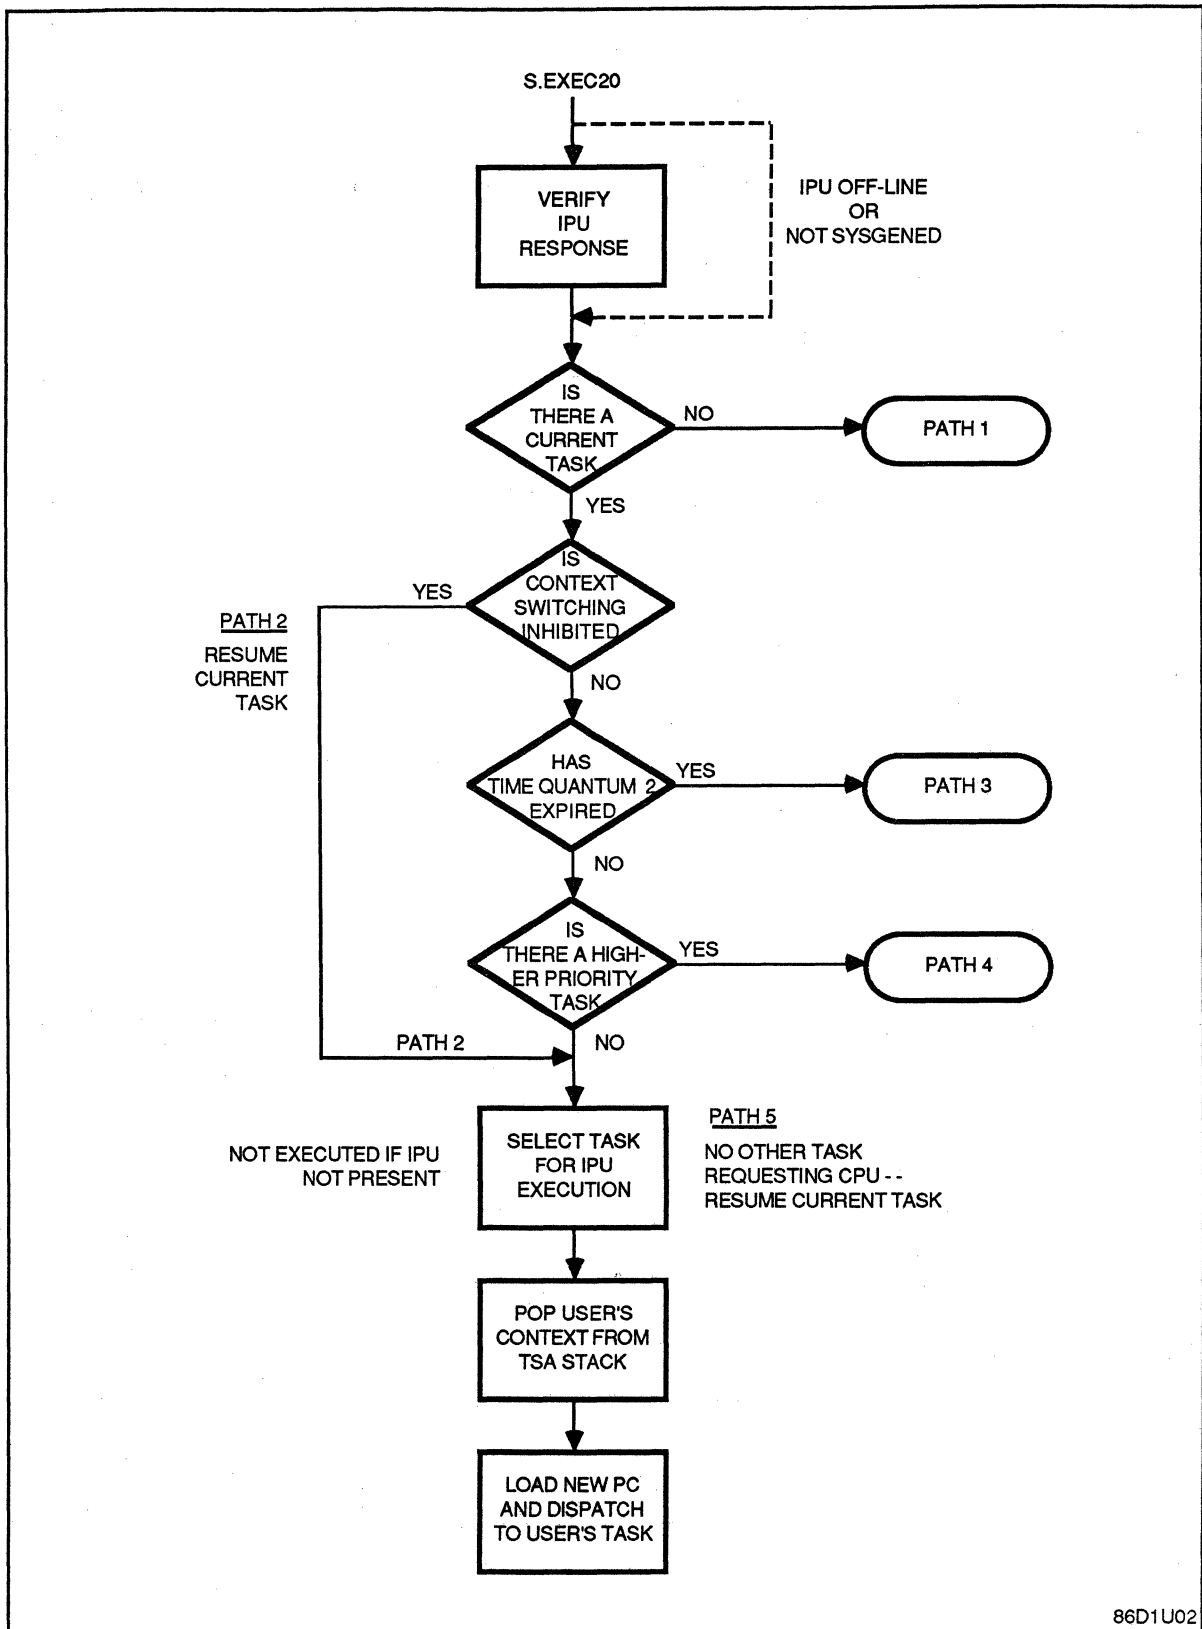 S.EXEC20
VERIFY
IPU
RESPONSE
IPU OFF-LINE
OR
NOT SYSGENED
IS
THERE A
CURRENT
TASK
NO
PATH 1
YES
IS
CONTEXT
SWITCHING
INHIBITED
YES
PATH 2
RESUME
CURRENT
TASK
NO
HAS
TIME QUANTUM 2
EXPIRED
YES
PATH 3
NO
IS
THERE A HIGH-
ER PRIORITY
TASK
YES
PATH 4
PATH 2
NO
NOT EXECUTED IF IPU
NOT PRESENT
SELECT TASK
FOR IPU
EXECUTION
PATH 5
NO OTHER TASK
REQUESTING CPU - -
RESUME CURRENT TASK
POP USER'S
CONTEXT FROM
TSA STACK
LOAD NEW PC
AND DISPATCH
TO USER'S TASK
86D1U02